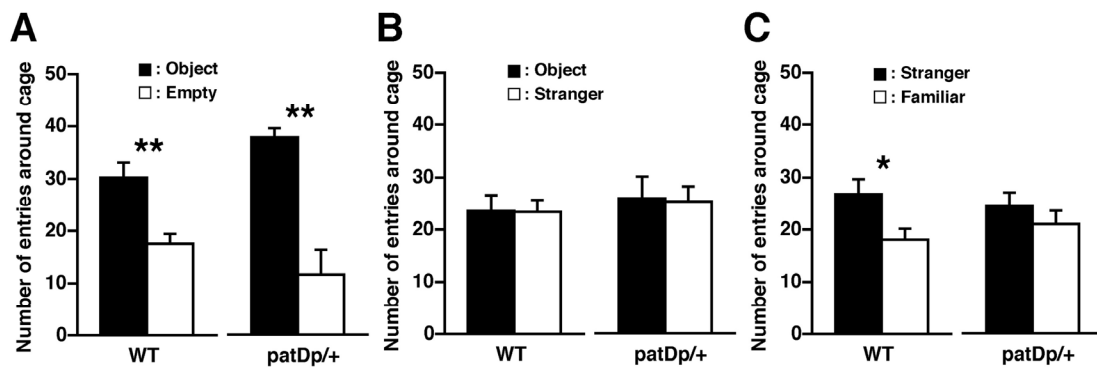 A
Number of entries around cage
50
40
30
20
10
0
■: Object
□: Empty
**
**
WT
patDp/+
B
Number of entries around cage
50
40
30
20
10
0
■: Object
□: Stranger
WT
patDp/+
C
Number of entries around cage
50
40
30
20
10
0
■: Stranger
□: Familiar
*
WT
patDp/+